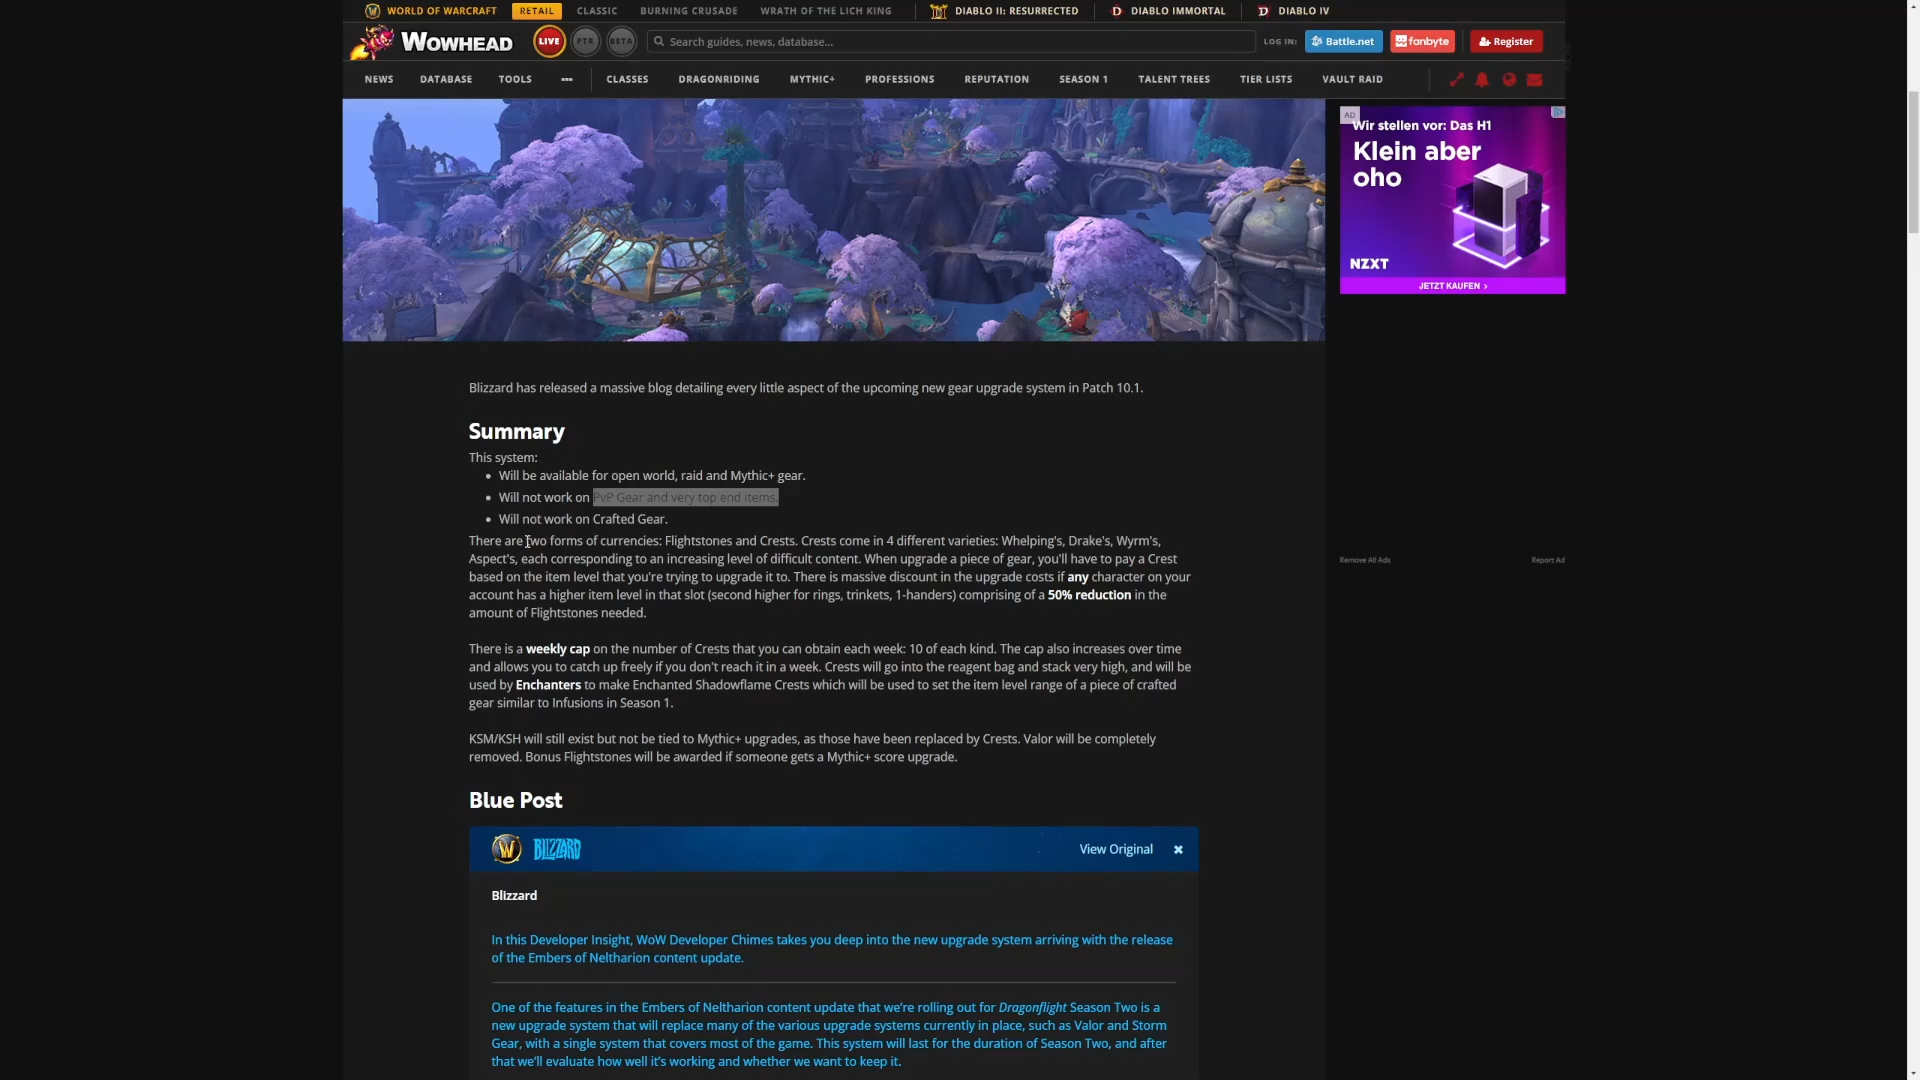 WORLD OF WARCRAFT RETAIL CLASSIC BURNING CRUSADE WRATH OF THE LICH KING DIABLO II: RESURRECTED DIABLO IMMORTAL DIABLO IV
WOWHEAD LIVE PTR BETA Search guides, news, database... LOG IN: Battle.net fanbyte Register
NEWS DATABASE TOOLS ••• CLASSES DRAGONRIDING MYTHIC+ PROFESSIONS REPUTATION SEASON 1 TALENT TREES TIER LISTS VAULT RAID
AD
Wir stellen vor: Das H1
Klein aber
oho
NZXT
JETZT KAUFEN >
Remove All Ads Report Ad
Blizzard has released a massive blog detailing every little aspect of the upcoming new gear upgrade system in Patch 10.1.
Summary
This system:
• Will be available for open world, raid and Mythic+ gear.
• Will not work on PvP Gear and very top end items.
• Will not work on Crafted Gear.
There are two forms of currencies: Flightstones and Crests. Crests come in 4 different varieties: Whelping's, Drake's, Wyrm's,
Aspect's, each corresponding to an increasing level of difficult content. When upgrade a piece of gear, you'll have to pay a Crest
based on the item level that you're trying to upgrade it to. There is massive discount in the upgrade costs if any character on your
account has a higher item level in that slot (second higher for rings, trinkets, 1-handers) comprising of a 50% reduction in the
amount of Flightstones needed.
There is a weekly cap on the number of Crests that you can obtain each week: 10 of each kind. The cap also increases over time
and allows you to catch up freely if you don't reach it in a week. Crests will go into the reagent bag and stack very high, and will be
used by Enchanters to make Enchanted Shadowflame Crests which will be used to set the item level range of a piece of crafted
gear similar to Infusions in Season 1.
KSM/KSH will still exist but not be tied to Mythic+ upgrades, as those have been replaced by Crests. Valor will be completely
removed. Bonus Flightstones will be awarded if someone gets a Mythic+ score upgrade.
Blue Post
BLIZZARD View Original ✖
Blizzard
In this Developer Insight, WoW Developer Chimes takes you deep into the new upgrade system arriving with the release
of the Embers of Neltharion content update.
One of the features in the Embers of Neltharion content update that we're rolling out for Dragonflight Season Two is a
new upgrade system that will replace many of the various upgrade systems currently in place, such as Valor and Storm
Gear, with a single system that covers most of the game. This system will last for the duration of Season Two, and after
that we'll evaluate how well it's working and whether we want to keep it.